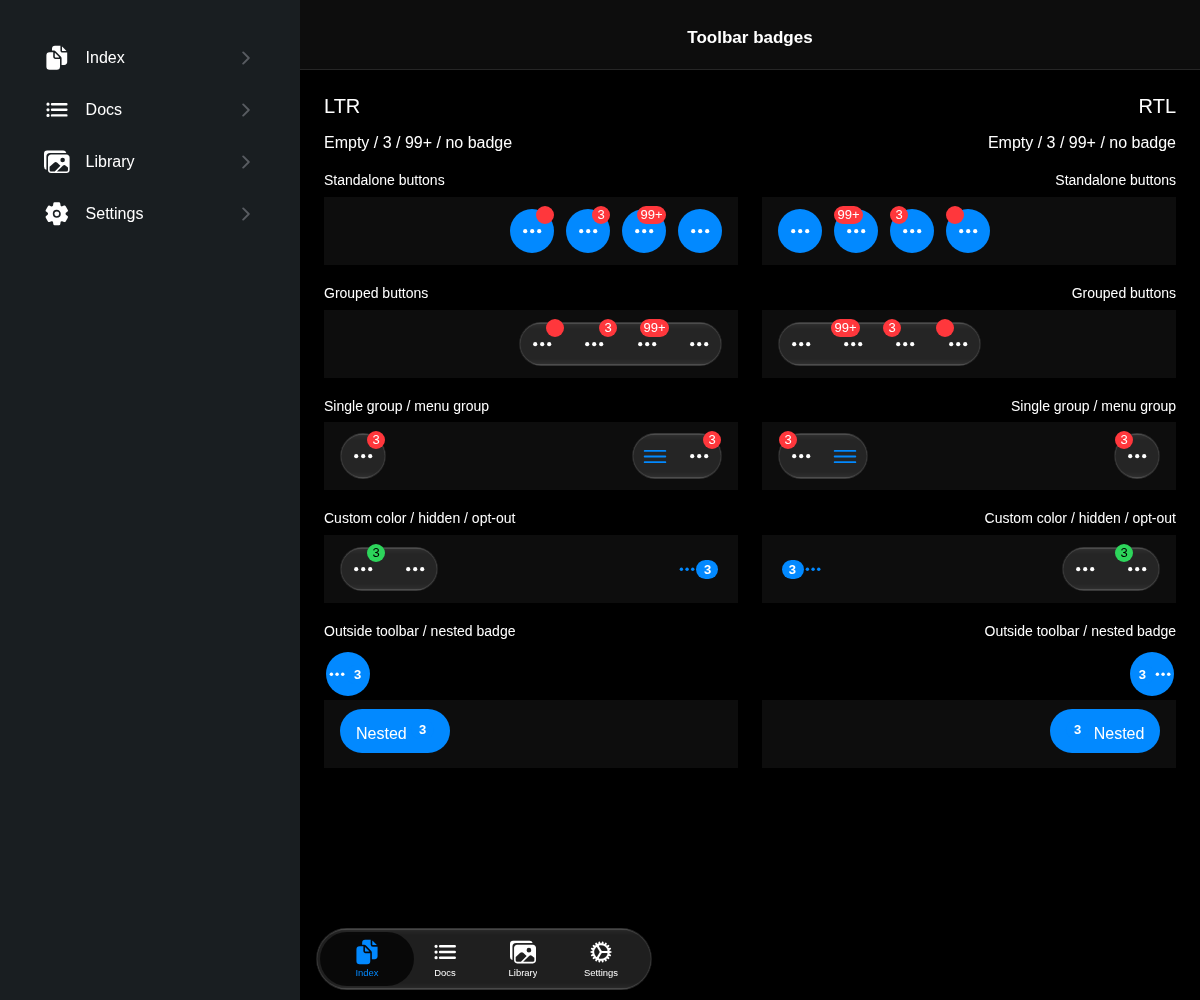 Index
Docs
Library
Settings
Toolbar badges
LTR
Empty / 3 / 99+ / no badge
Standalone buttons
3 99+
Grouped buttons
3 99+
Single group / menu group
3 3
Custom color / hidden / opt-out
3 3
Outside toolbar / nested badge
3
Nested 3
RTL
Empty / 3 / 99+ / no badge
Standalone buttons
99+ 3
Grouped buttons
99+ 3
Single group / menu group
3 3
Custom color / hidden / opt-out
3 3
Outside toolbar / nested badge
3
3 Nested
Index Docs Library Settings